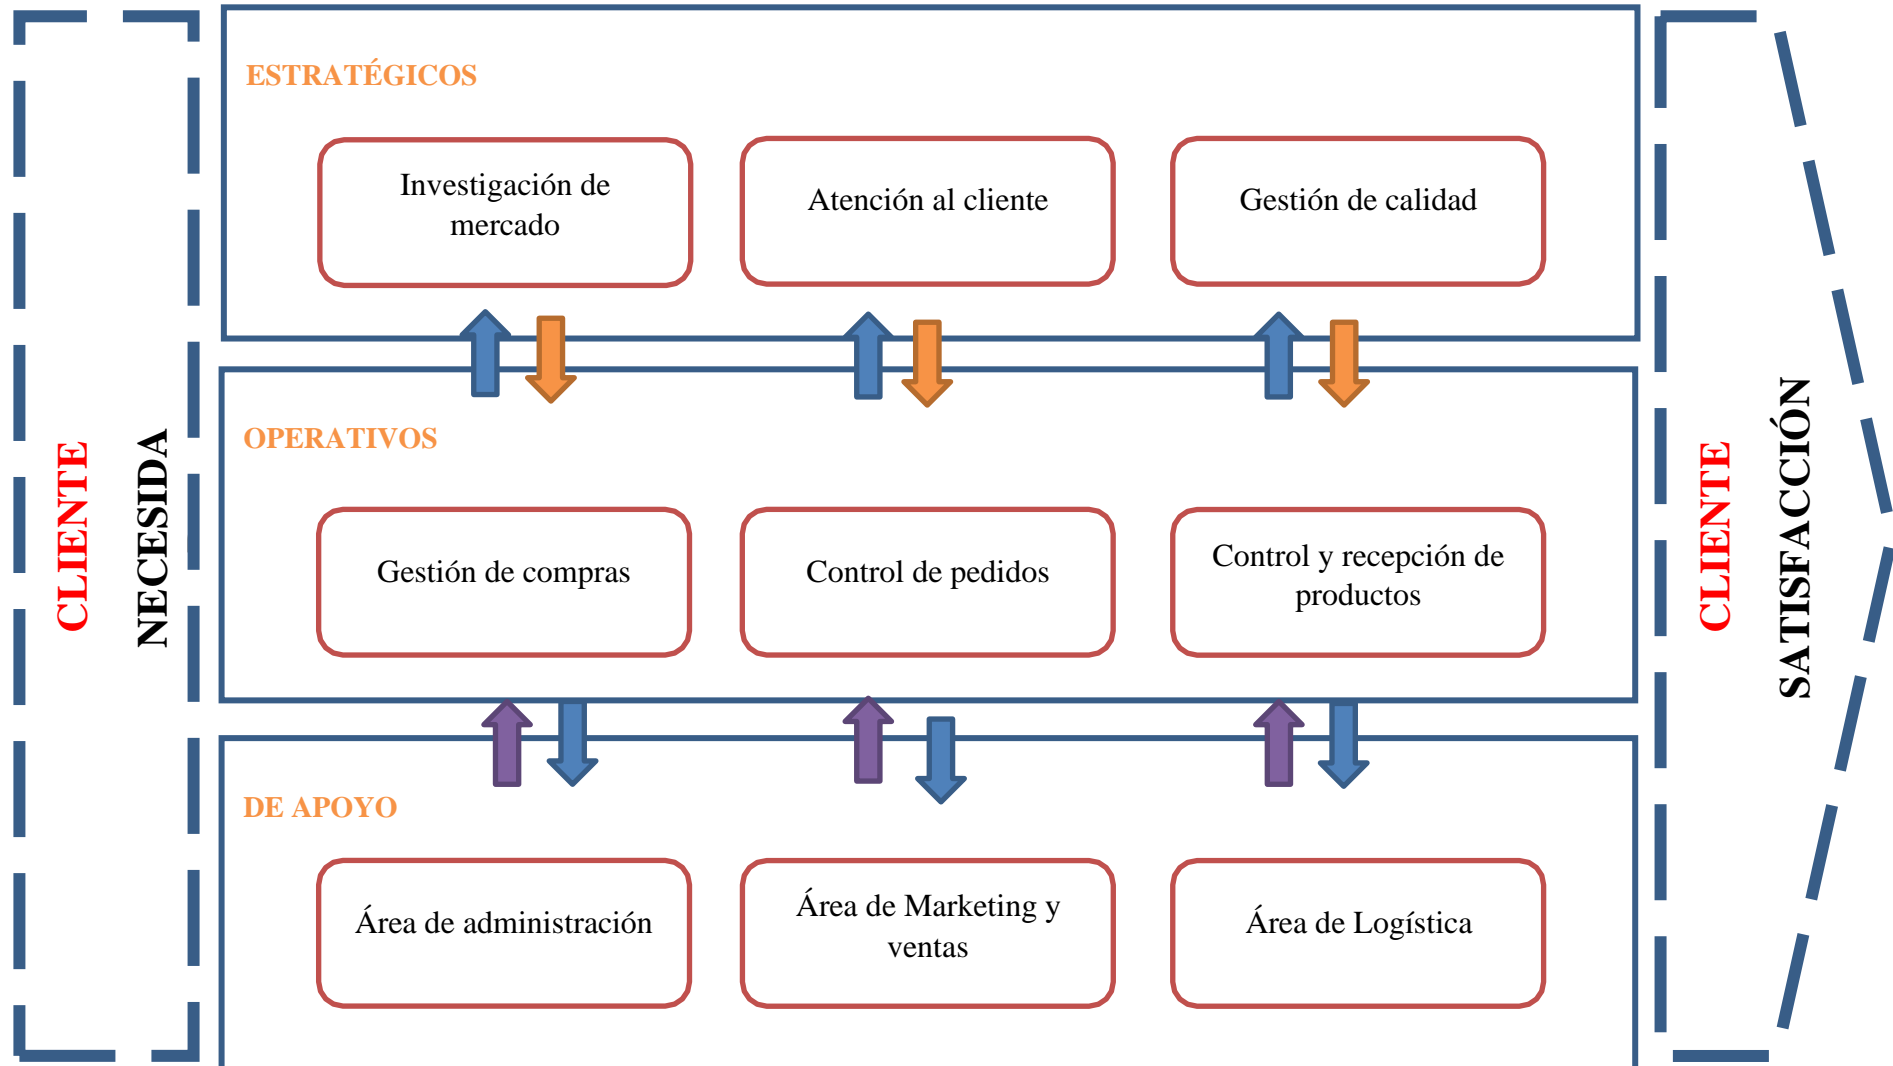 CLIENTE
NECESIDA
ESTRATÉGICOS
Investigación de
mercado
Atención al cliente
Gestión de calidad
OPERATIVOS
Gestión de compras
Control de pedidos
Control y recepción de
productos
DE APOYO
Área de administración
Área de Marketing y
ventas
Área de Logística
CLIENTE
SATISFACCIÓN